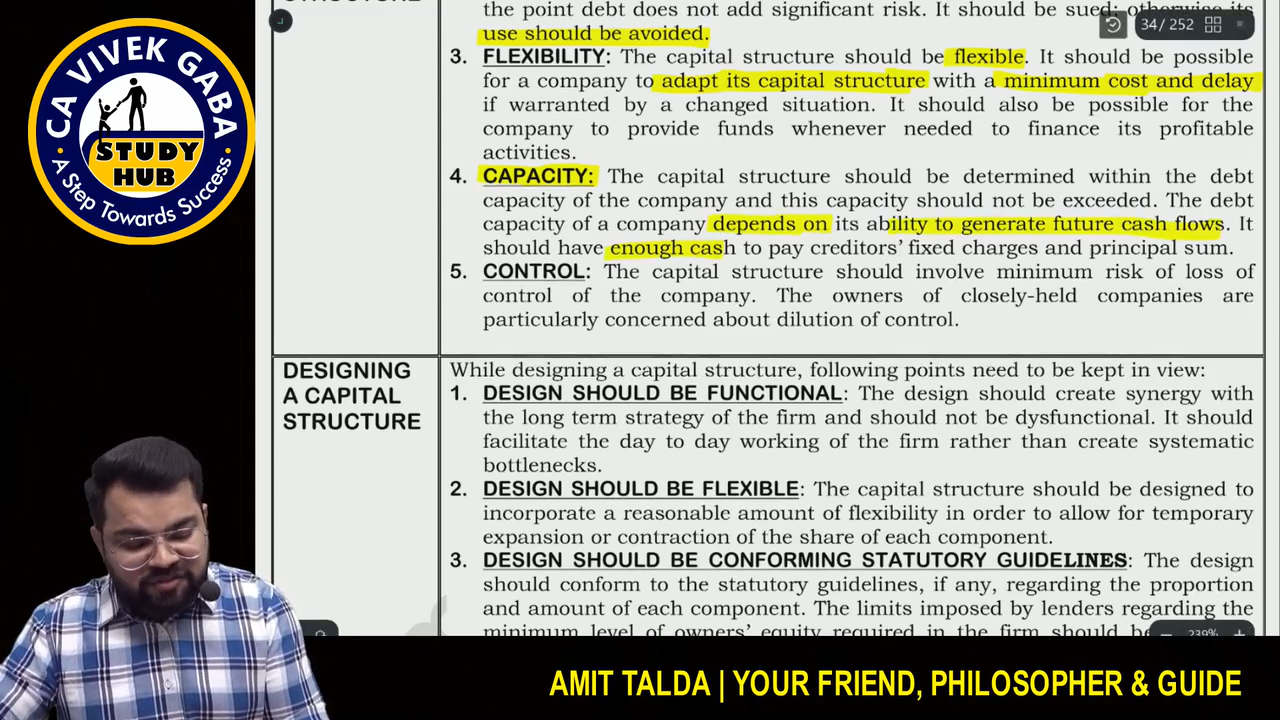 CA VIVEK GABA
STUDY
HUB
• A Step Towards Success •
the point debt does not add significant risk. It should be sued; otherwise its
use should be avoided.
34 / 252
3. FLEXIBILITY: The capital structure should be flexible. It should be possible
for a company to adapt its capital structure with a minimum cost and delay
if warranted by a changed situation. It should also be possible for the
company to provide funds whenever needed to finance its profitable
activities.
4. CAPACITY: The capital structure should be determined within the debt
capacity of the company and this capacity should not be exceeded. The debt
capacity of a company depends on its ability to generate future cash flows. It
should have enough cash to pay creditors’ fixed charges and principal sum.
5. CONTROL: The capital structure should involve minimum risk of loss of
control of the company. The owners of closely-held companies are
particularly concerned about dilution of control.
DESIGNING
A CAPITAL
STRUCTURE
While designing a capital structure, following points need to be kept in view:
1. DESIGN SHOULD BE FUNCTIONAL: The design should create synergy with
the long term strategy of the firm and should not be dysfunctional. It should
facilitate the day to day working of the firm rather than create systematic
bottlenecks.
2. DESIGN SHOULD BE FLEXIBLE: The capital structure should be designed to
incorporate a reasonable amount of flexibility in order to allow for temporary
expansion or contraction of the share of each component.
3. DESIGN SHOULD BE CONFORMING STATUTORY GUIDELINES: The design
should conform to the statutory guidelines, if any, regarding the proportion
and amount of each component. The limits imposed by lenders regarding the
minimum level of owners’ equity required in the firm should be
239%
AMIT TALDA | YOUR FRIEND, PHILOSOPHER & GUIDE